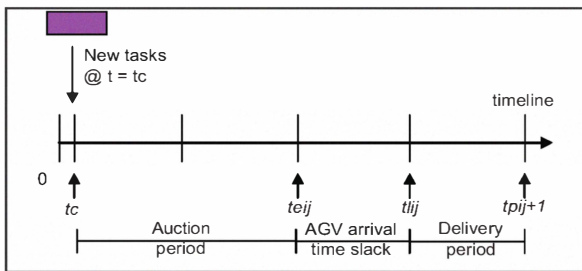 New tasks
@ t = tc
timeline
0
tc
teij
tlij
tpij+1
Auction
period
AGV arrival
time slack
Delivery
period